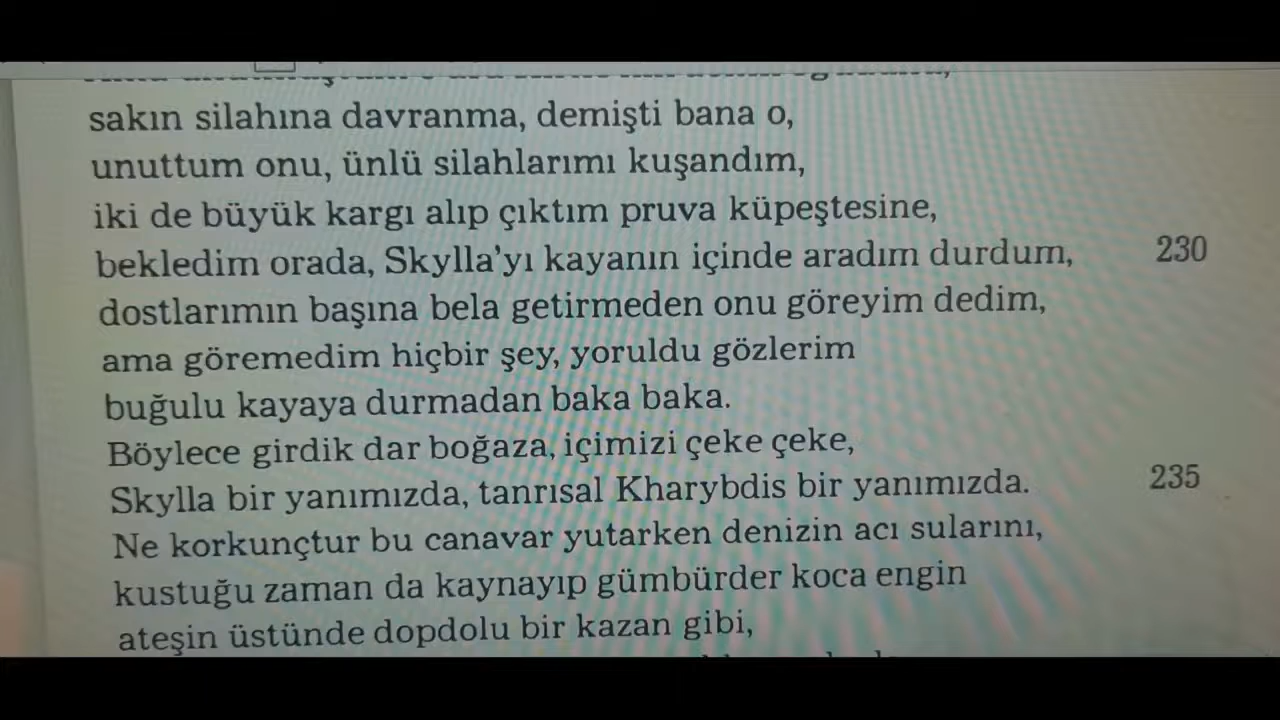 sakın silahına davranma, demişti bana o,
unuttum onu, ünlü silahlarımı kuşandım,
iki de büyük kargı alıp çıktım pruva küpeştesine,
bekledim orada, Skylla'yı kayanın içinde aradım durdum, 230
dostlarımın başına bela getirmeden onu göreyim dedim,
ama göremedim hiçbir şey, yoruldu gözlerim
buğulu kayaya durmadan baka baka.
Böylece girdik dar boğaza, içimizi çeke çeke,
Skylla bir yanımızda, tanrısal Kharybdis bir yanımızda. 235
Ne korkunçtur bu canavar yutarken denizin acı sularını,
kustuğu zaman da kaynayıp gümbürder koca engin
ateşin üstünde dopdolu bir kazan gibi,